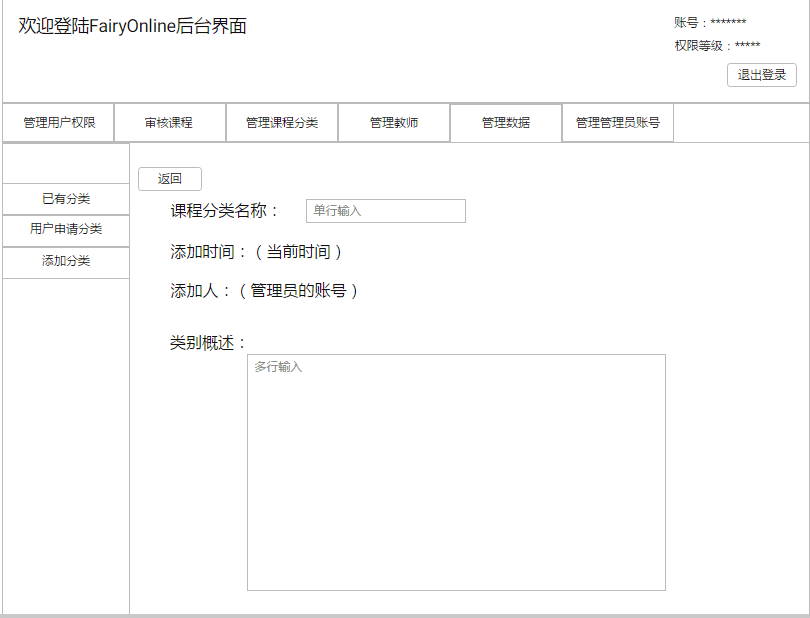 欢迎登陆FairyOnline后台界面
账号：*******
权限等级：*****
退出登录
管理用户权限
审核课程
管理课程分类
管理教师
管理数据
管理管理员账号
已有分类
用户申请分类
添加分类
返回
课程分类名称：
单行输入
添加时间：（当前时间）
添加人：（管理员的账号）
类别概述：
多行输入